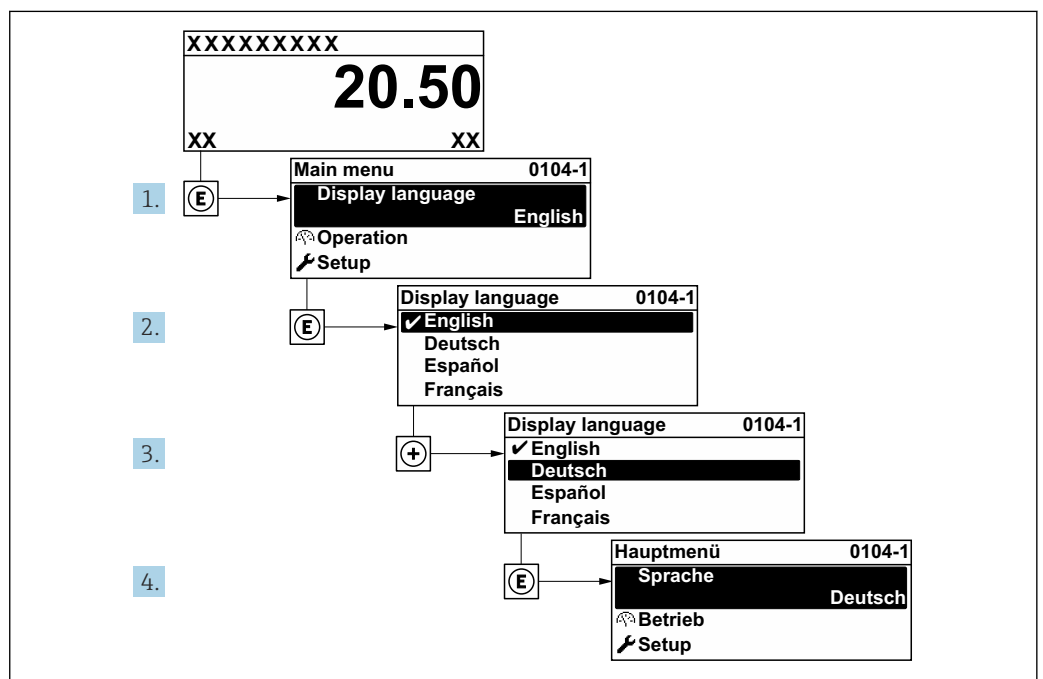 XXXXXXXXX
20.50
XX XX
1. E
Main menu 0104-1
Display language
English
Operation
Setup
2. E
Display language 0104-1
✔English
Deutsch
Español
Français
3. +
Display language 0104-1
✔English
Deutsch
Español
Français
4. E
Hauptmenü 0104-1
Sprache
Deutsch
Betrieb
Setup